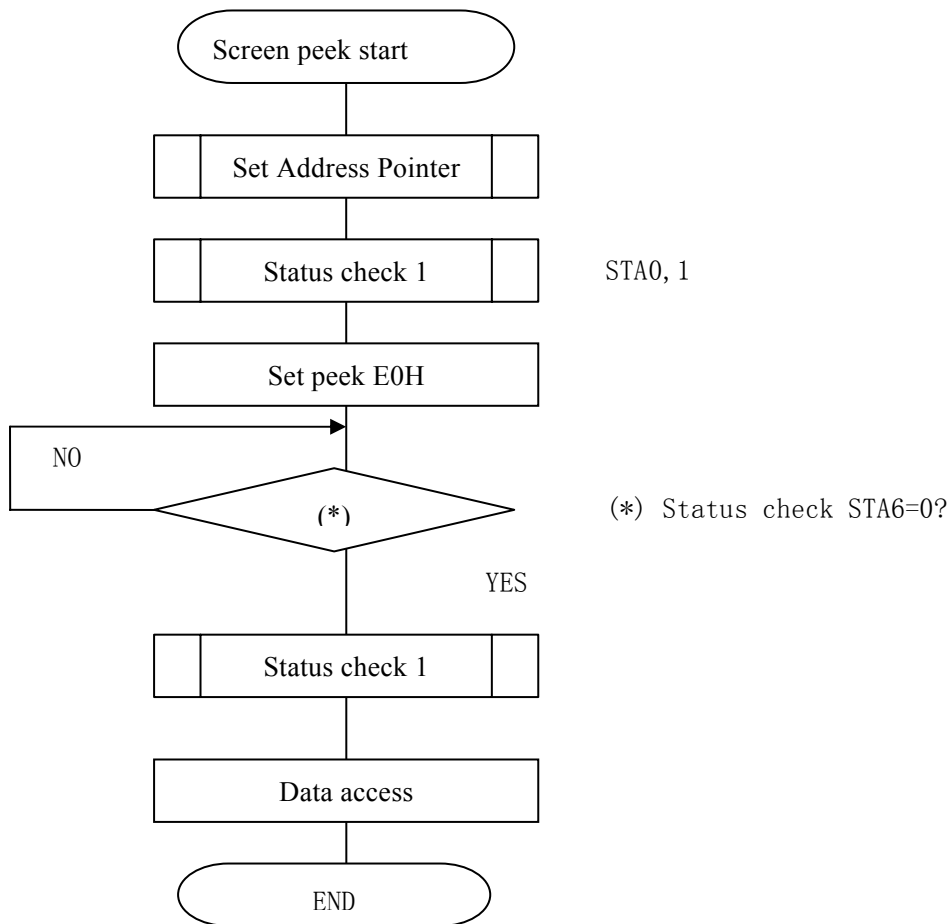 Screen peek start
Set Address Pointer
Status check 1
STA0, 1
Set peek E0H
NO
(*)
(*) Status check STA6=0?
YES
Status check 1
Data access
END